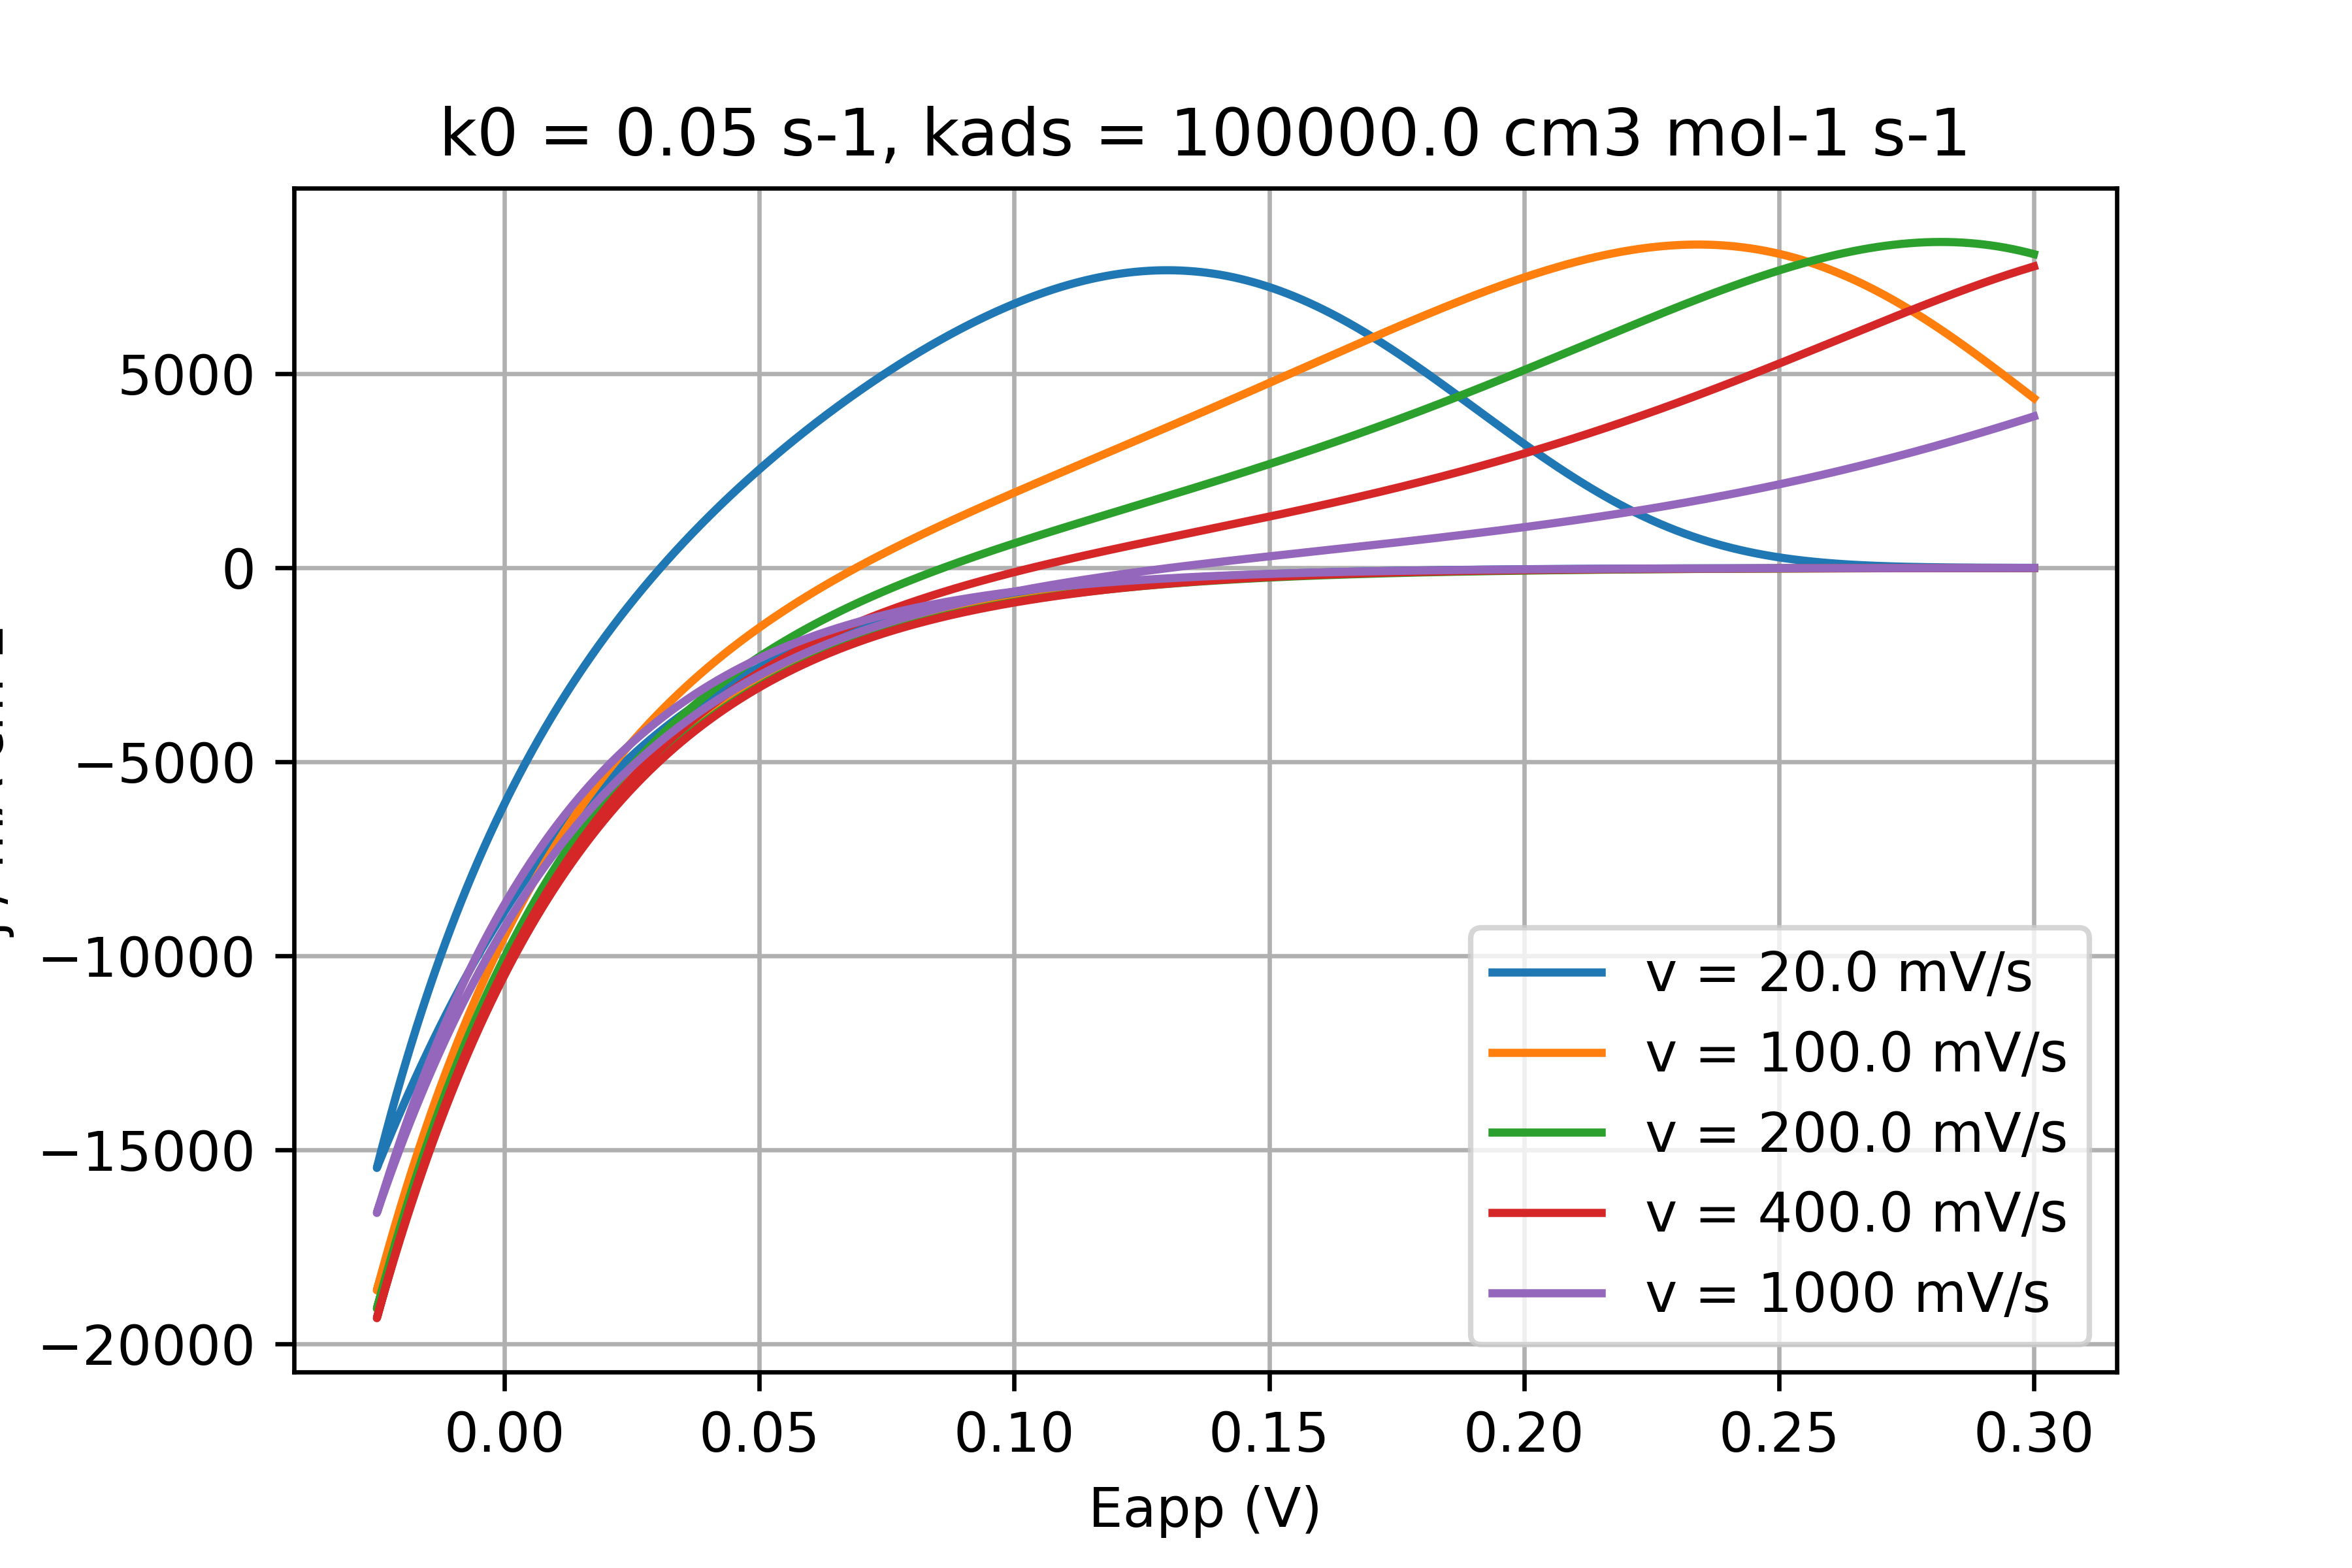 k0 = 0.05 s-1, kads = 100000.0 cm3 mol-1 s-1
5000
0
−5000
−10000
−15000
−20000
v = 20.0 mV/s
v = 100.0 mV/s
v = 200.0 mV/s
v = 400.0 mV/s
v = 1000 mV/s
0.00 0.05 0.10 0.15 0.20 0.25 0.30
Eapp (V)